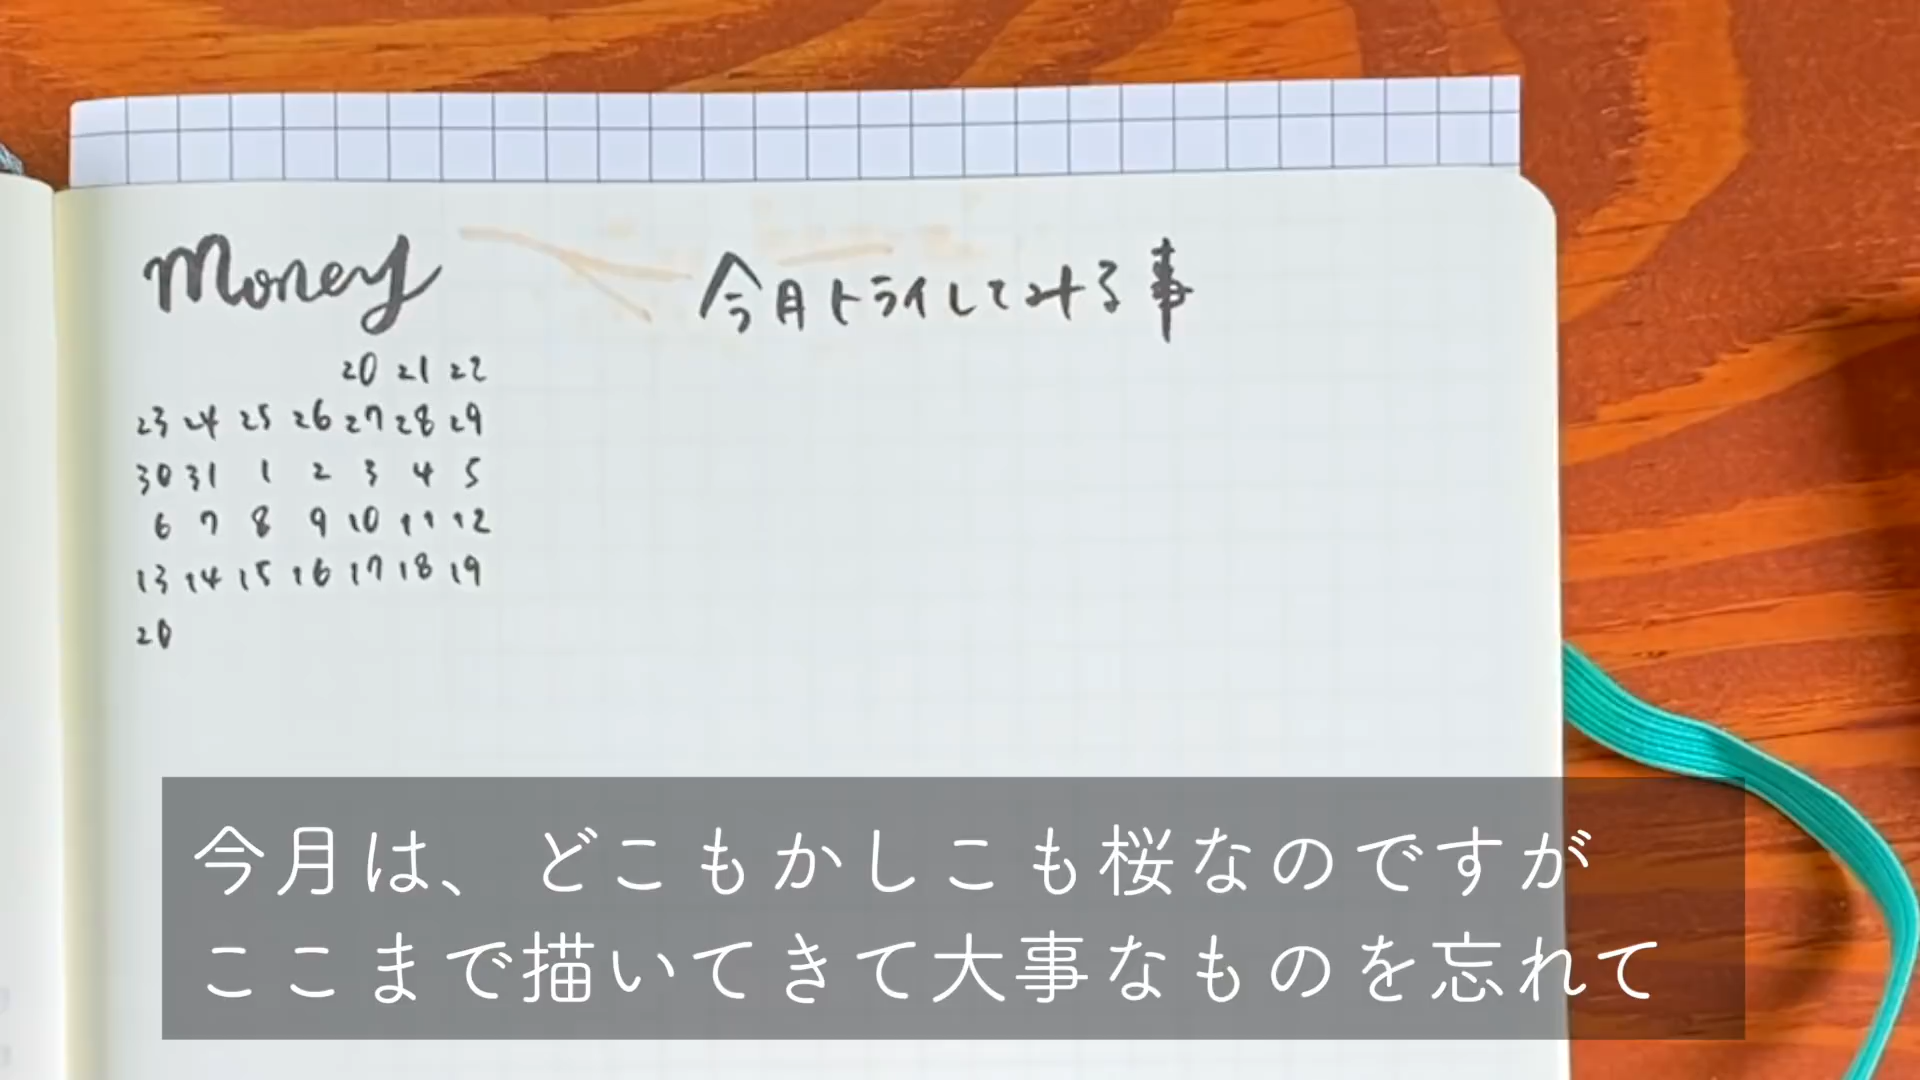 Money
20 21 22
23 24 25 26 27 28 29
30 31 1 2 3 4 5
6 7 8 9 10 11 12
13 14 15 16 17 18 19
20
今月トライしてみる事
今月は、どこもかしこも桜なのですが
ここまで描いてきて大事なものを忘れて